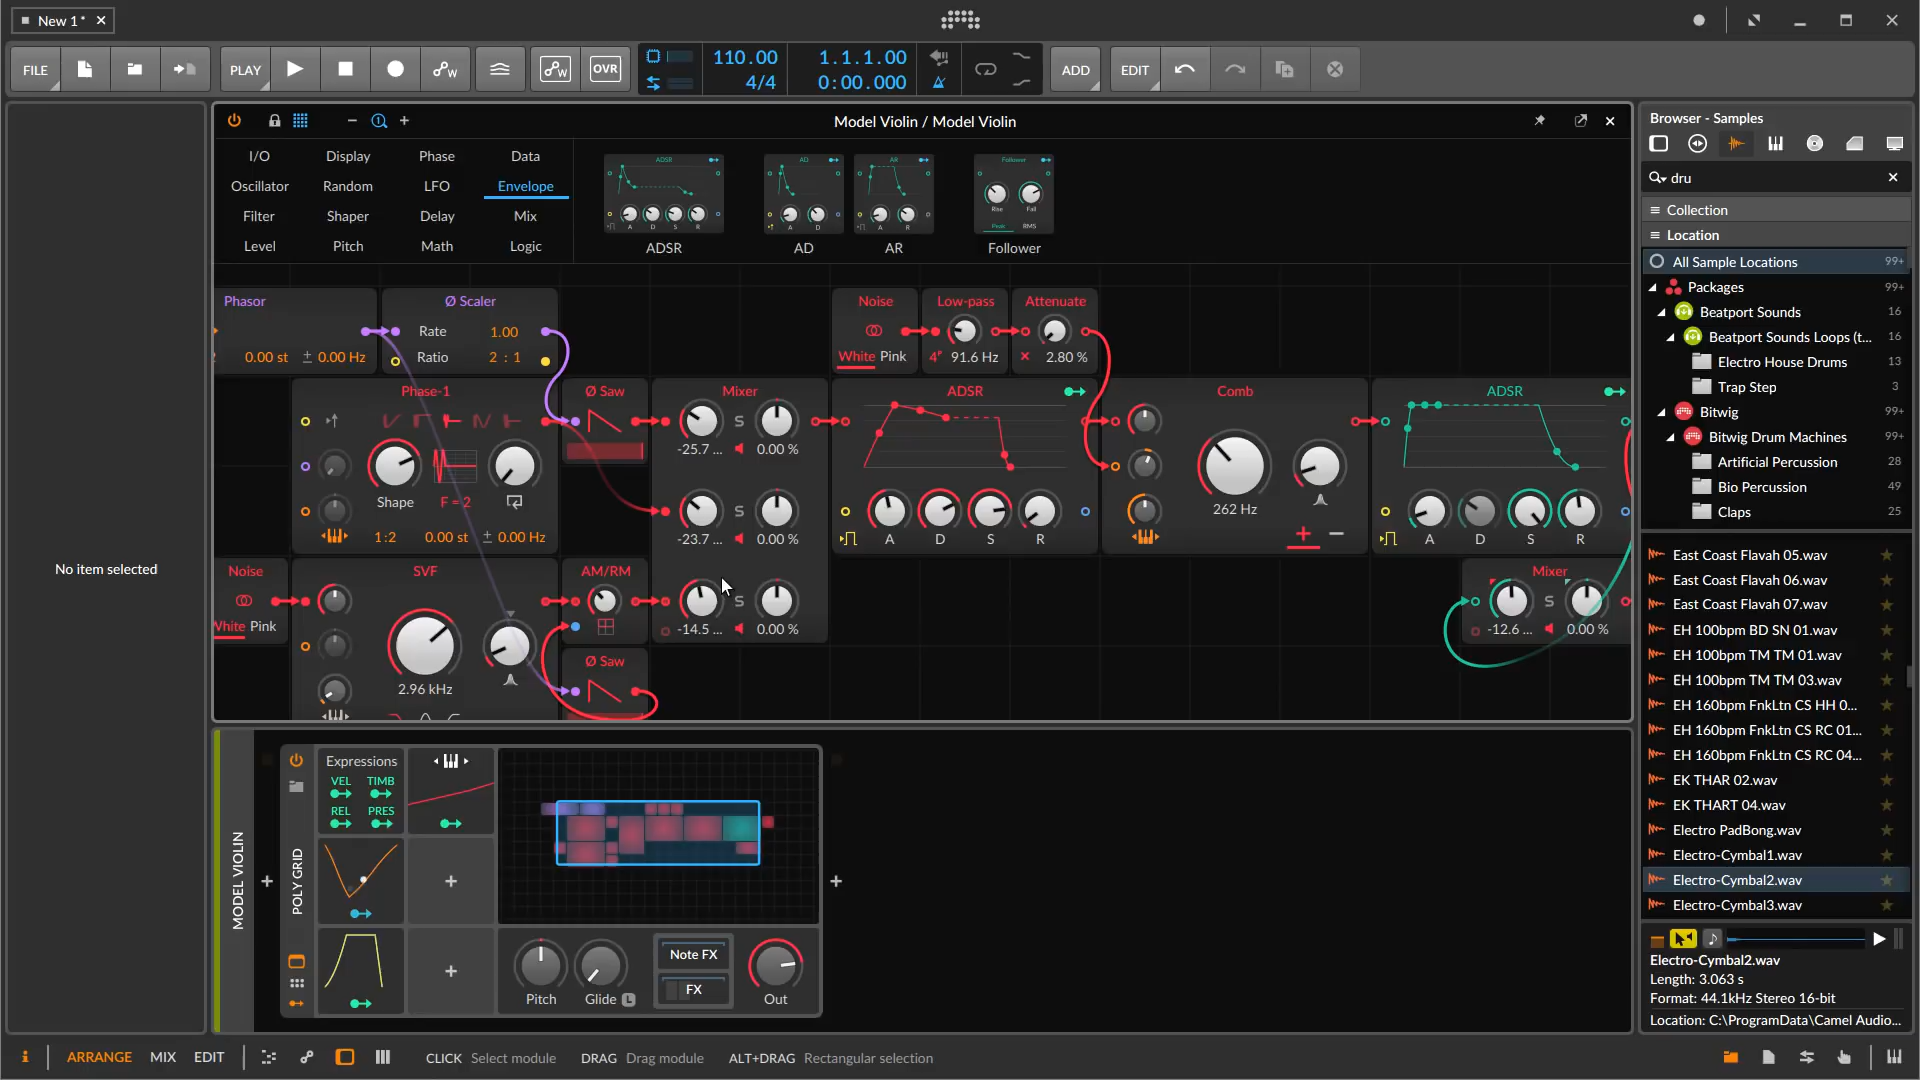 New 1*
FILE
PLAY
OVR
110.00
4/4
1.1.1.00
0:00.000
ADD
EDIT
No item selected
Model Violin / Model Violin
I/O
Display
Phase
Data
Oscillator
Random
LFO
Envelope
Filter
Shaper
Delay
Mix
Level
Pitch
Math
Logic
ADSR
A
D
S
R
ADSR
AD
A
D
AD
AR
A
R
AR
Follower
Rise
Fall
Peak
RMS
Follower
Phasor
0.00 st
± 0.00 Hz
Ø Scaler
Rate
1.00
Ratio
2 : 1
Noise
White Pink
Low-pass
4P 91.6 Hz
Attenuate
2.80 %
Phase-1
Shape
F = 2
1:2
0.00 st
± 0.00 Hz
Ø Saw
Mixer
S
-25.7 ...
0.00 %
S
-23.7 ...
0.00 %
S
-14.5 ...
0.00 %
ADSR
A
D
S
R
Comb
262 Hz
ADSR
A
D
S
R
Noise
White Pink
SVF
2.96 kHz
AM/RM
Ø Saw
Mixer
S
-12.6 ...
0.00 %
MODEL VIOLIN
POLY GRID
Expressions
VEL
TIMB
REL
PRES
Pitch
Glide
L
Note FX
FX
Out
Browser - Samples
dru
Collection
Location
All Sample Locations
99+
Packages
99+
Beatport Sounds
16
Beatport Sounds Loops (t...
16
Electro House Drums
13
Trap Step
3
Bitwig
99+
Bitwig Drum Machines
99+
Artificial Percussion
28
Bio Percussion
49
Claps
25
East Coast Flavah 05.wav
East Coast Flavah 06.wav
East Coast Flavah 07.wav
EH 100bpm BD SN 01.wav
EH 100bpm TM TM 01.wav
EH 100bpm TM TM 03.wav
EH 160bpm FnkLtn CS HH 0...
EH 160bpm FnkLtn CS RC 01...
EH 160bpm FnkLtn CS RC 04...
EK THAR 02.wav
EK THART 04.wav
Electro PadBong.wav
Electro-Cymbal1.wav
Electro-Cymbal2.wav
Electro-Cymbal3.wav
Electro-Cymbal2.wav
Length: 3.063 s
Format: 44.1kHz Stereo 16-bit
Location: C:\ProgramData\Camel Audio...
ARRANGE
MIX
EDIT
CLICK Select module
DRAG Drag module
ALT+DRAG Rectangular selection